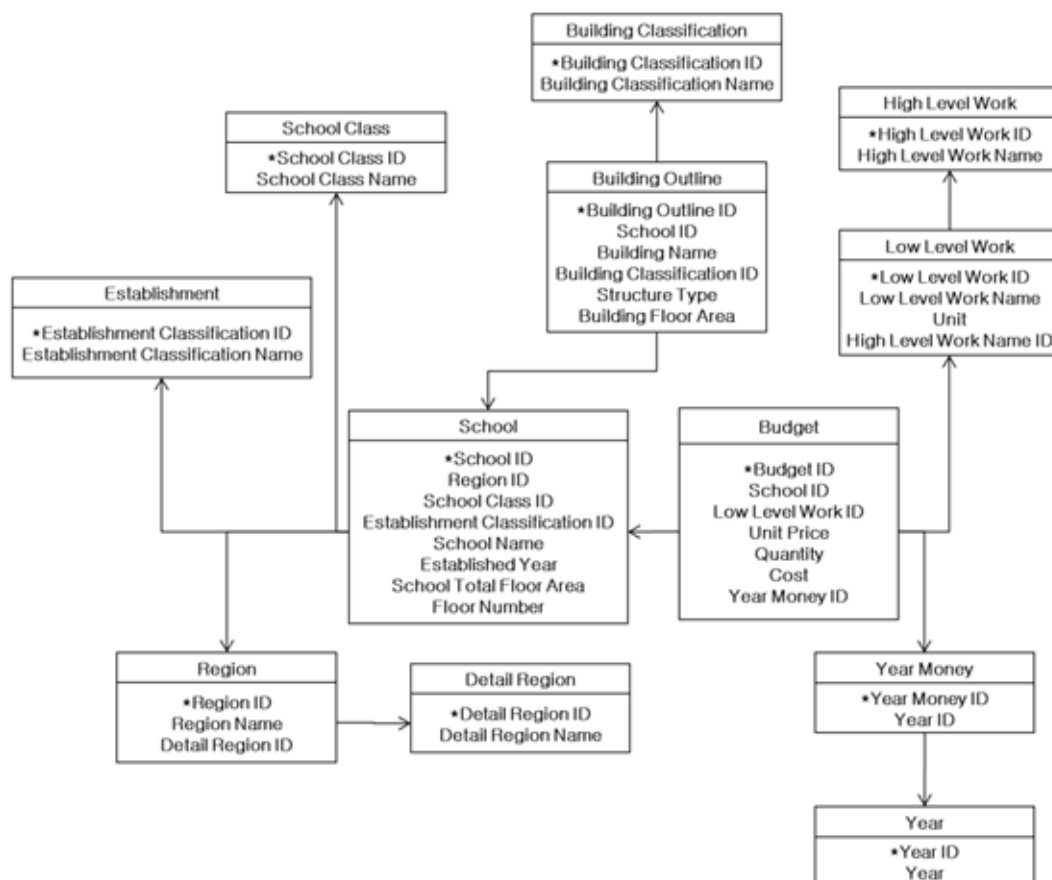 Building Classification
*Building Classification ID
Building Classification Name
High Level Work
*High Level Work ID
High Level Work Name
School Class
*School Class ID
School Class Name
Building Outline
*Building Outline ID
School ID
Building Name
Building Classification ID
Structure Type
Building Floor Area
Low Level Work
*Low Level Work ID
Low Level Work Name
Unit
High Level Work Name ID
Establishment
*Establishment Classification ID
Establishment Classification Name
School
*School ID
Region ID
School Class ID
Establishment Classification ID
School Name
Established Year
School Total Floor Area
Floor Number
Budget
*Budget ID
School ID
Low Level Work ID
Unit Price
Quantity
Cost
Year Money ID
Region
*Region ID
Region Name
Detail Region ID
Detail Region
*Detail Region ID
Detail Region Name
Year Money
*Year Money ID
Year ID
Year
*Year ID
Year